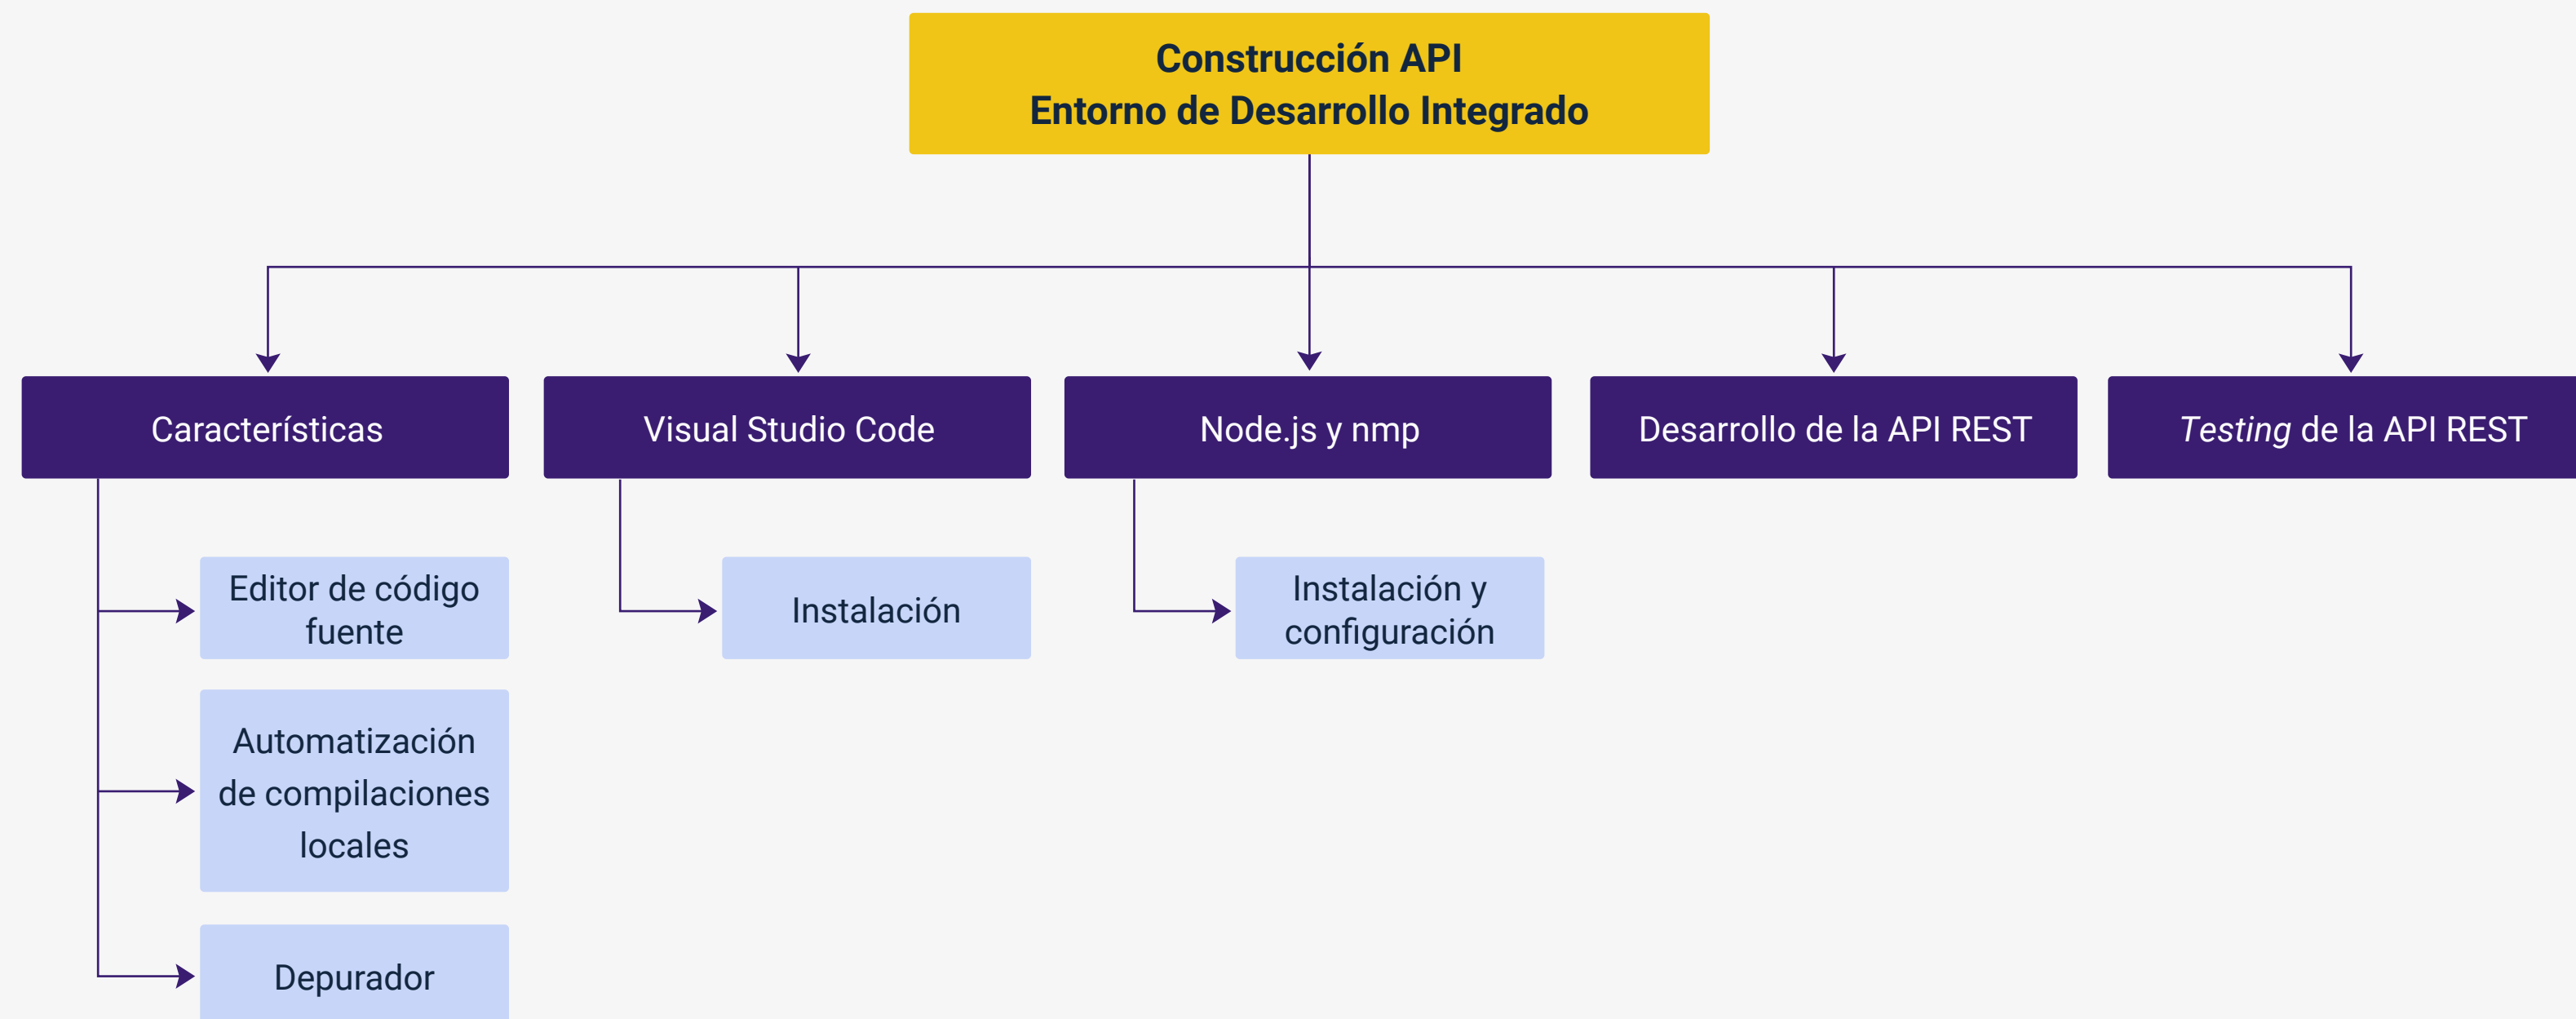 Construcción API
Entorno de Desarrollo Integrado
Características
Visual Studio Code
Node.js y nmp
Desarrollo de la API REST
Testing de la API REST
Editor de código
fuente
Instalación
Instalación y
configuración
Automatización
de compilaciones
locales
Depurador